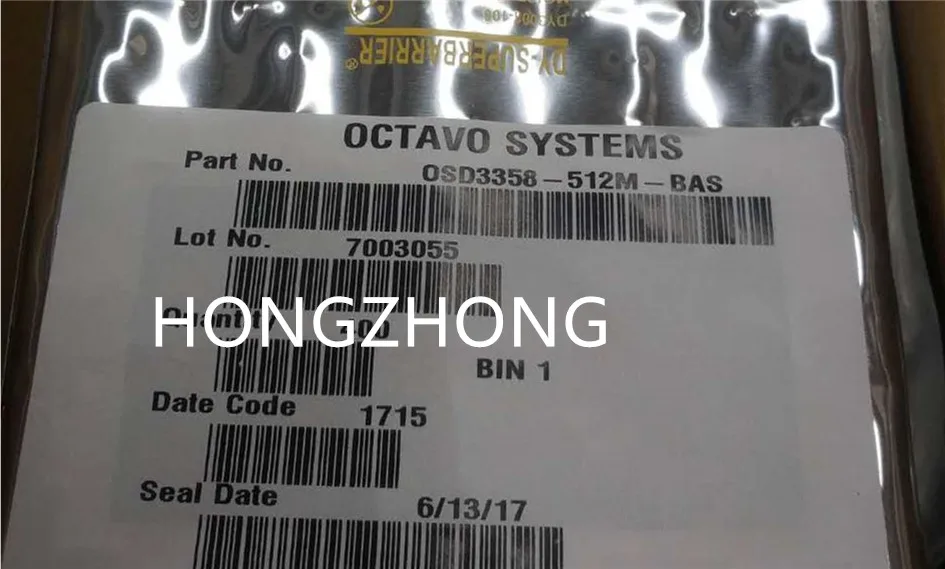 DY-SUPERBARRIER®
OCTAVO SYSTEMS
Part No. OSD3358-512M-BAS
Lot No. 7003055
HONGZHONG
Quantity
BIN 1
Date Code 1715
Seal Date 6/13/17